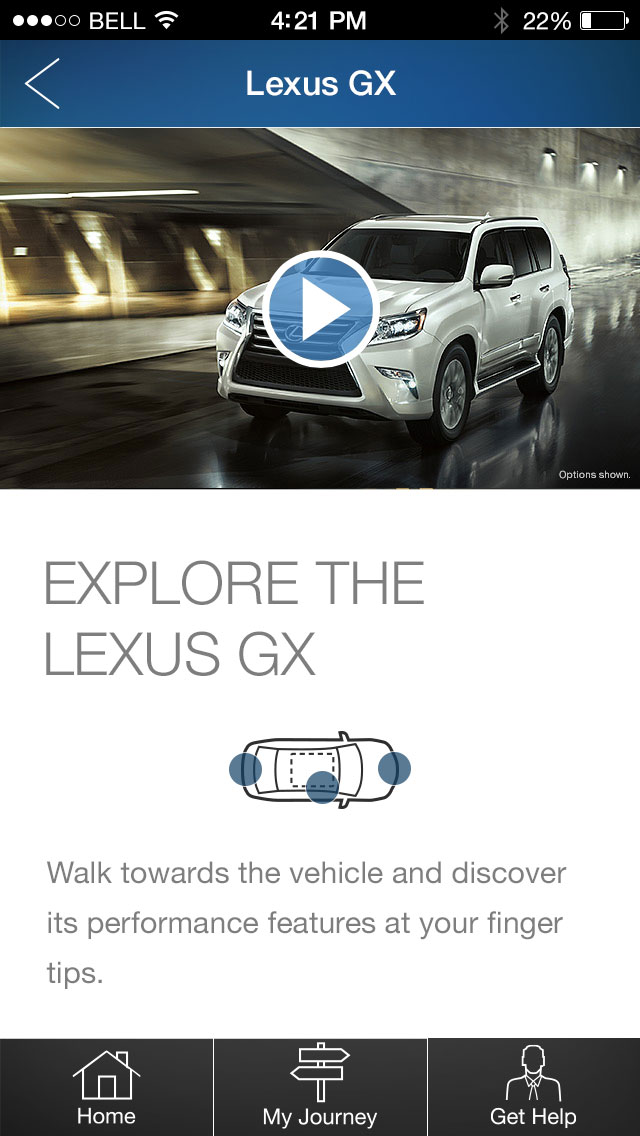 BELL 4:21 PM 22%
Lexus GX
Options shown.
EXPLORE THE
LEXUS GX
Walk towards the vehicle and discover
its performance features at your finger
tips.
Home My Journey Get Help